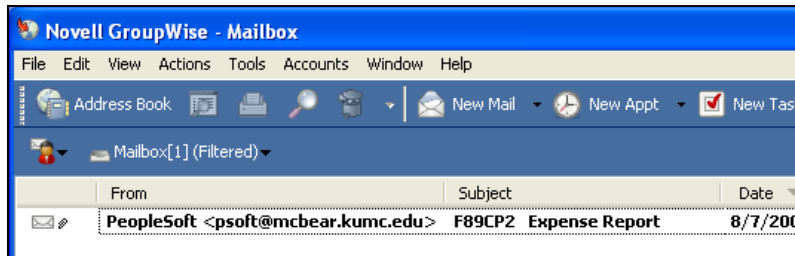 Novell GroupWise - Mailbox
File Edit View Actions Tools Accounts Window Help
Address Book New Mail New Appt New Tas
Mailbox[1] (Filtered)
From Subject Date
PeopleSoft <psoft@mcbear.kumc.edu> F89CP2 Expense Report 8/7/200